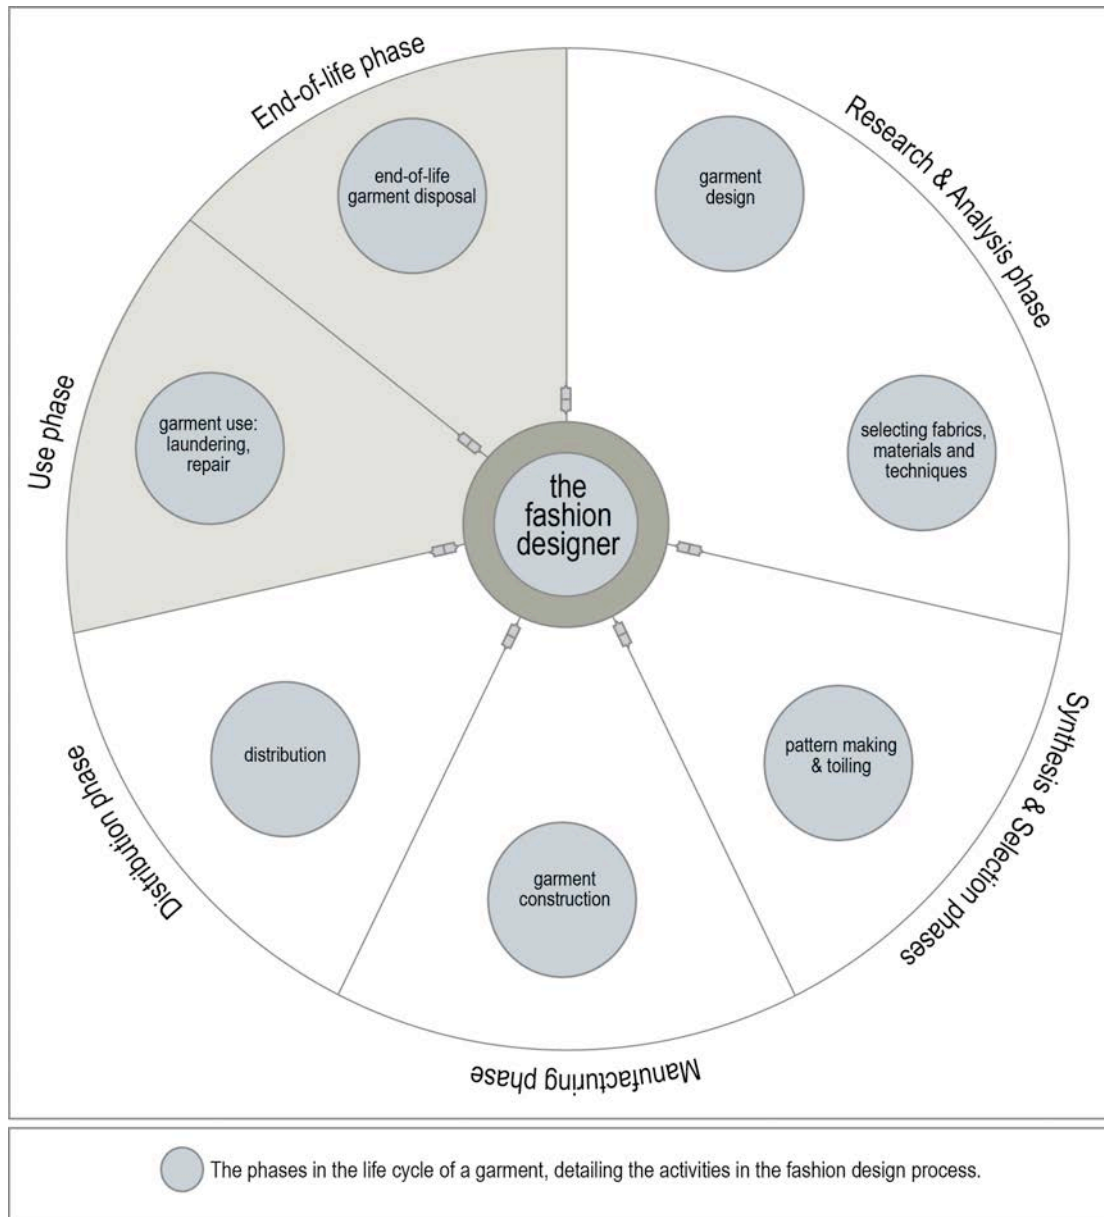 End-of-life phase
Research & Analysis phase
end-of-life
garment disposal
garment
design
Use phase
garment use:
laundering,
repair
selecting fabrics,
materials and
techniques
the
fashion
designer
distribution
pattern making
& toiling
Distribution phase
Synthesis & Selection phases
garment
construction
Manufacturing phase
The phases in the life cycle of a garment, detailing the activities in the fashion design process.